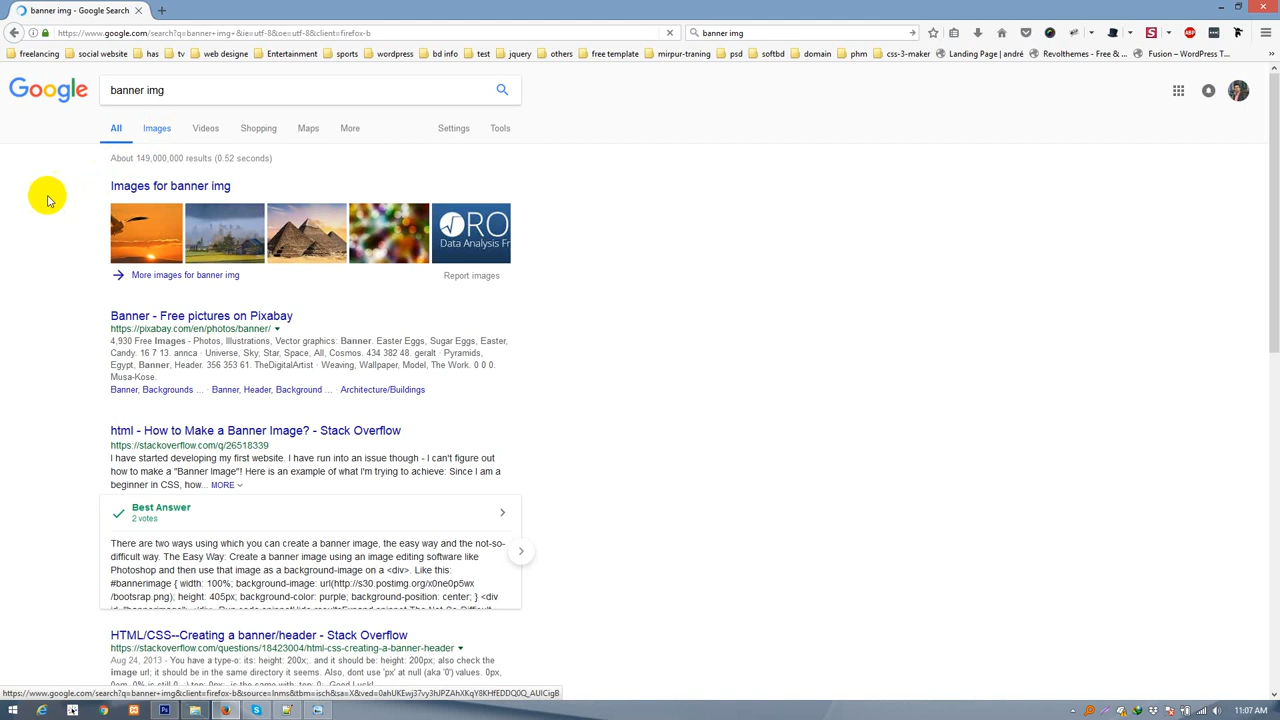 banner img - Google Search
https://www.google.com/search?q=banner+img+&ie=utf-8&oe=utf-8&client=firefox-b
banner img
freelancing social website has tv web designe Entertainment sports wordpress bd info test jquery others free template mirpur-traning psd softbd domain phm css-3-maker Landing Page | andré Revolthemes - Free & ... Fusion – WordPress T...
Google
banner img
All Images Videos Shopping Maps More Settings Tools
About 149,000,000 results (0.52 seconds)
Images for banner img
RO
Data Analysis Fr
More images for banner img Report images
Banner - Free pictures on Pixabay
https://pixabay.com/en/photos/banner/
4,930 Free Images - Photos, Illustrations, Vector graphics: Banner. Easter Eggs, Sugar Eggs, Easter,
Candy. 16 7 13. annca · Universe, Sky, Star, Space, All, Cosmos. 434 382 48. geralt · Pyramids,
Egypt, Banner, Header. 356 353 61. TheDigitalArtist · Weaving, Wallpaper, Model, The Work. 0 0 0.
Musa-Kose.
Banner, Backgrounds ... · Banner, Header, Background ... · Architecture/Buildings
html - How to Make a Banner Image? - Stack Overflow
https://stackoverflow.com/q/26518339
I have started developing my first website. I have run into an issue though - I can't figure out
how to make a "Banner Image"! Here is an example of what I'm trying to achieve: Since I am a
beginner in CSS, how... MORE
Best Answer
2 votes
There are two ways using which you can create a banner image, the easy way and the not-so-
difficult way. The Easy Way: Create a banner image using an image editing software like
Photoshop and then use that image as a background-image on a <div>. Like this:
#bannerimage { width: 100%; background-image: url(http://s30.postimg.org/x0ne0p5wx
/bootsrap.png); height: 405px; background-color: purple; background-position: center; } <div
HTML/CSS--Creating a banner/header - Stack Overflow
https://stackoverflow.com/questions/18423004/html-css-creating-a-banner-header
Aug 24, 2013 - You have a type-o: its: height: 200x;. and it should be: height: 200px; also check the
image url; it should be in the same directory it seems. Also, dont use 'px' at null (aka '0') values. 0px,
11:07 AM